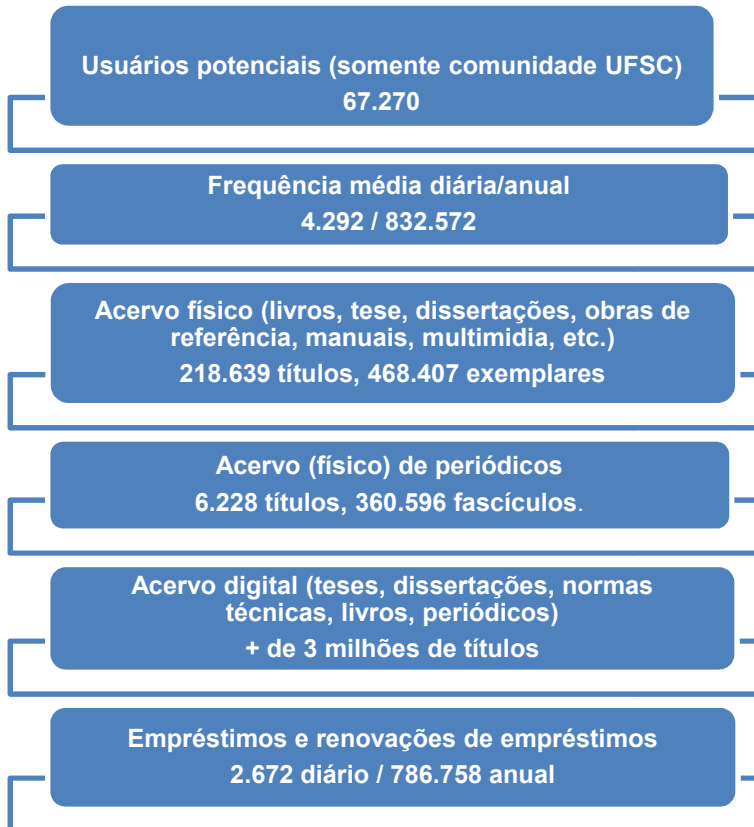 Usuários potenciais (somente comunidade UFSC)
67.270
Frequência média diária/anual
4.292 / 832.572
Acervo físico (livros, tese, dissertações, obras de
referência, manuais, multimidia, etc.)
218.639 títulos, 468.407 exemplares
Acervo (físico) de periódicos
6.228 títulos, 360.596 fascículos.
Acervo digital (teses, dissertações, normas
técnicas, livros, periódicos)
+ de 3 milhões de títulos
Empréstimos e renovações de empréstimos
2.672 diário / 786.758 anual